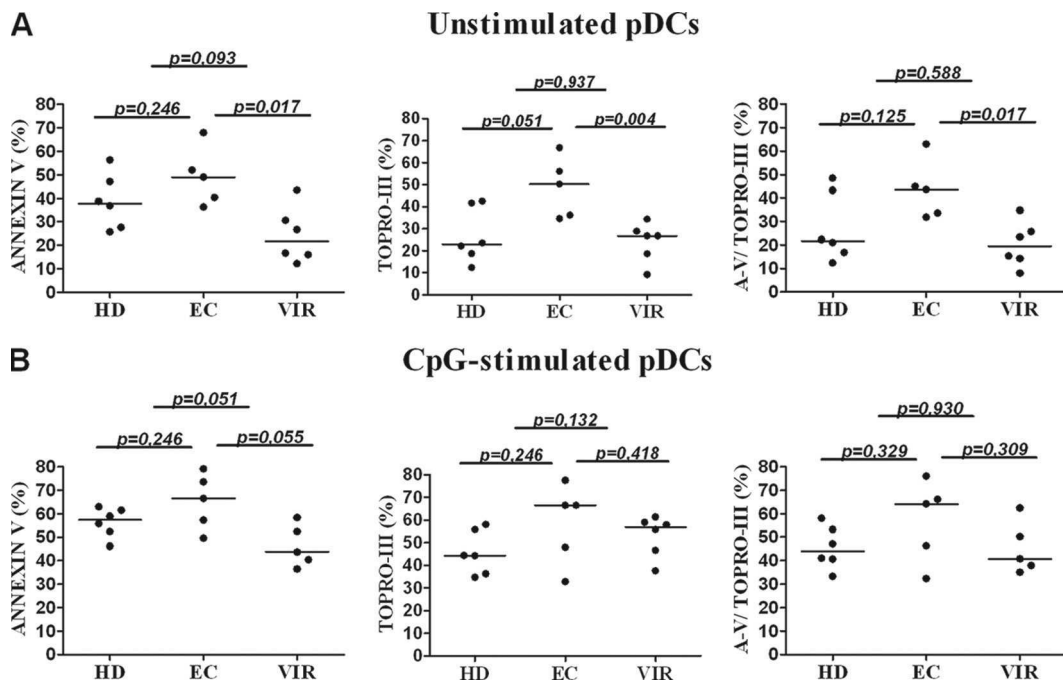 A
Unstimulated pDCs
p=0,093
p=0,246
p=0,017
ANNEXIN V (%)
80
70
60
50
40
30
20
10
0
HD
EC
VIR
p=0,937
p=0,051
p=0,004
TOPRO-III (%)
80
70
60
50
40
30
20
10
0
HD
EC
VIR
p=0,588
p=0,125
p=0,017
A-V/ TOPRO-III (%)
80
70
60
50
40
30
20
10
0
HD
EC
VIR
B
CpG-stimulated pDCs
p=0,051
p=0,246
p=0,055
ANNEXIN V (%)
80
70
60
50
40
30
20
10
0
HD
EC
VIR
p=0,132
p=0,246
p=0,418
TOPRO-III (%)
80
70
60
50
40
30
20
10
0
HD
EC
VIR
p=0,930
p=0,329
p=0,309
A-V/ TOPRO-III (%)
80
70
60
50
40
30
20
10
0
HD
EC
VIR